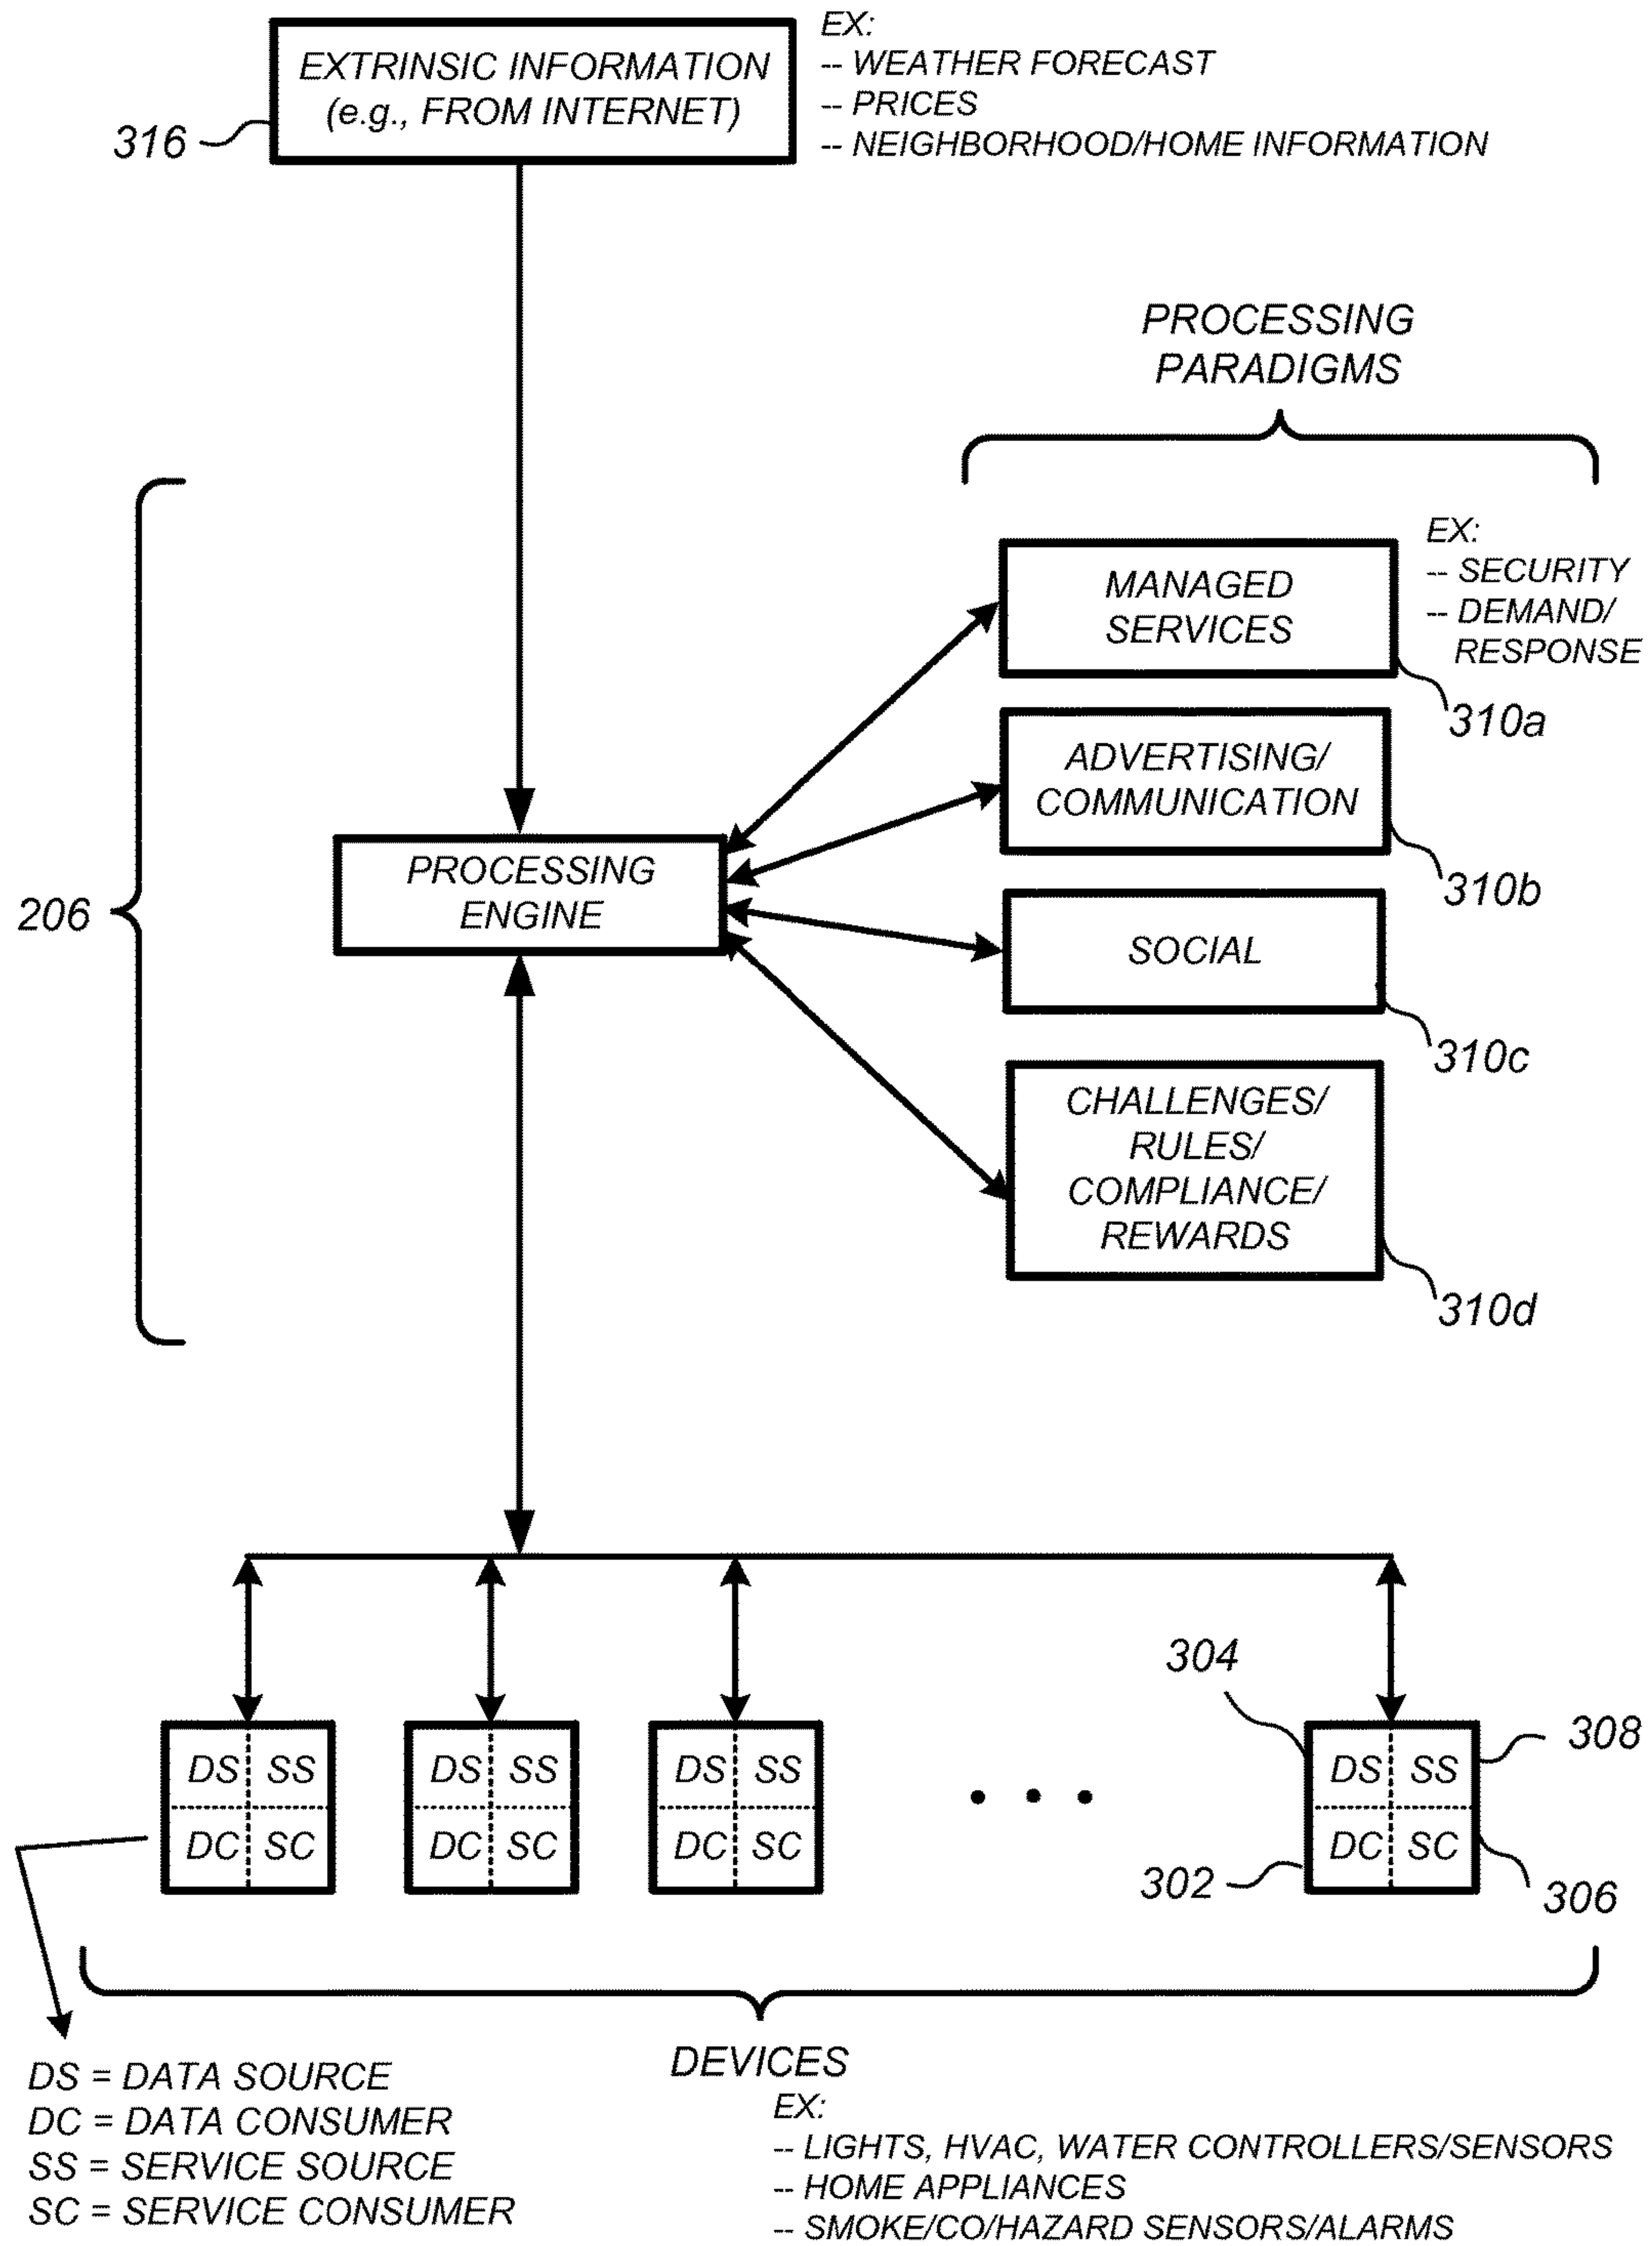 EXTRINSIC INFORMATION
(e.g., FROM INTERNET)
316
EX:
-- WEATHER FORECAST
-- PRICES
-- NEIGHBORHOOD/HOME INFORMATION
PROCESSING
PARADIGMS
EX:
-- SECURITY
-- DEMAND/
RESPONSE
MANAGED
SERVICES
310a
ADVERTISING/
COMMUNICATION
310b
206
PROCESSING
ENGINE
SOCIAL
310c
CHALLENGES/
RULES/
COMPLIANCE/
REWARDS
310d
304
308
DS SS
DC SC
DS SS
DC SC
DS SS
DC SC
• • •
DS SS
DC SC
302
306
DS = DATA SOURCE
DC = DATA CONSUMER
SS = SERVICE SOURCE
SC = SERVICE CONSUMER
DEVICES
EX:
-- LIGHTS, HVAC, WATER CONTROLLERS/SENSORS
-- HOME APPLIANCES
-- SMOKE/CO/HAZARD SENSORS/ALARMS